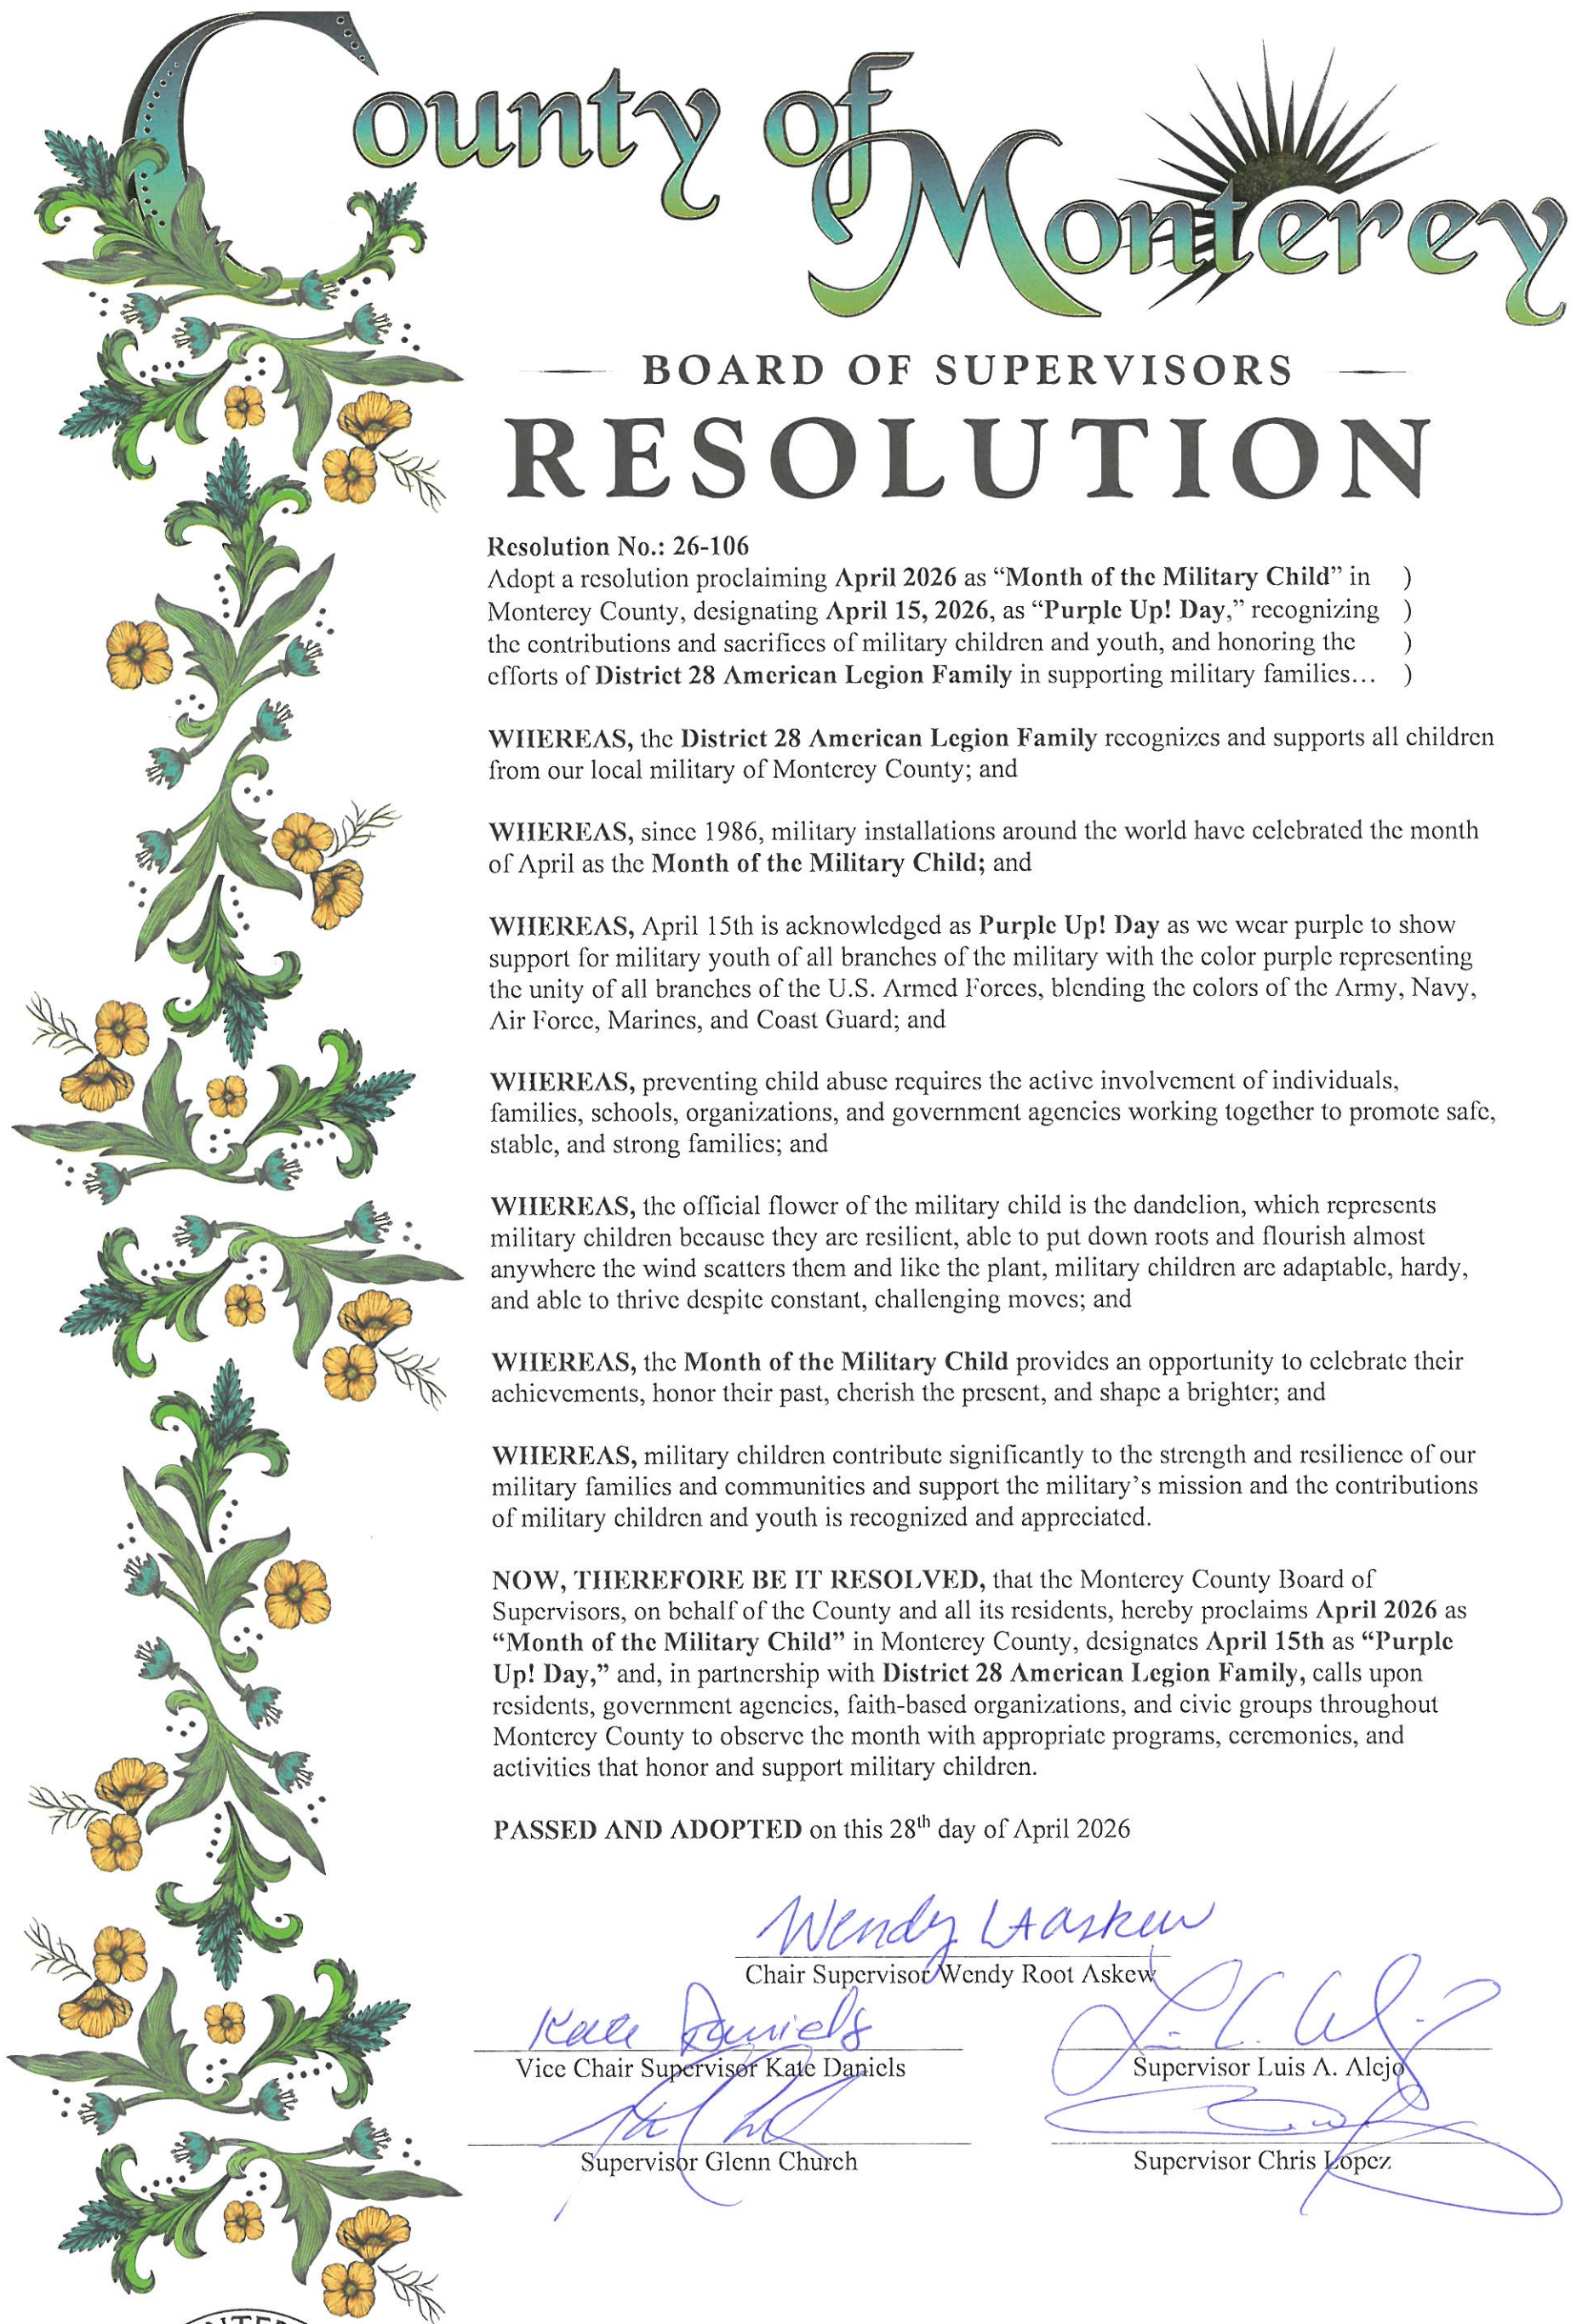 County of Monterey
BOARD OF SUPERVISORS
RESOLUTION
Resolution No.: 26-106
Adopt a resolution proclaiming April 2026 as “Month of the Military Child” in )
Monterey County, designating April 15, 2026, as “Purple Up! Day,” recognizing )
the contributions and sacrifices of military children and youth, and honoring the )
efforts of District 28 American Legion Family in supporting military families… )
WHEREAS, the District 28 American Legion Family recognizes and supports all children
from our local military of Monterey County; and
WHEREAS, since 1986, military installations around the world have celebrated the month
of April as the Month of the Military Child; and
WHEREAS, April 15th is acknowledged as Purple Up! Day as we wear purple to show
support for military youth of all branches of the military with the color purple representing
the unity of all branches of the U.S. Armed Forces, blending the colors of the Army, Navy,
Air Force, Marines, and Coast Guard; and
WHEREAS, preventing child abuse requires the active involvement of individuals,
families, schools, organizations, and government agencies working together to promote safe,
stable, and strong families; and
WHEREAS, the official flower of the military child is the dandelion, which represents
military children because they are resilient, able to put down roots and flourish almost
anywhere the wind scatters them and like the plant, military children are adaptable, hardy,
and able to thrive despite constant, challenging moves; and
WHEREAS, the Month of the Military Child provides an opportunity to celebrate their
achievements, honor their past, cherish the present, and shape a brighter; and
WHEREAS, military children contribute significantly to the strength and resilience of our
military families and communities and support the military’s mission and the contributions
of military children and youth is recognized and appreciated.
NOW, THEREFORE BE IT RESOLVED, that the Monterey County Board of
Supervisors, on behalf of the County and all its residents, hereby proclaims April 2026 as
“Month of the Military Child” in Monterey County, designates April 15th as “Purple
Up! Day,” and, in partnership with District 28 American Legion Family, calls upon
residents, government agencies, faith-based organizations, and civic groups throughout
Monterey County to observe the month with appropriate programs, ceremonies, and
activities that honor and support military children.
PASSED AND ADOPTED on this 28th day of April 2026
Wendy
Chair Supervisor Wendy Root Askew
Kate Daniels
Vice Chair Supervisor Kate Daniels Supervisor Luis A. Alejo
Supervisor Glenn Church Supervisor Chris Lopez